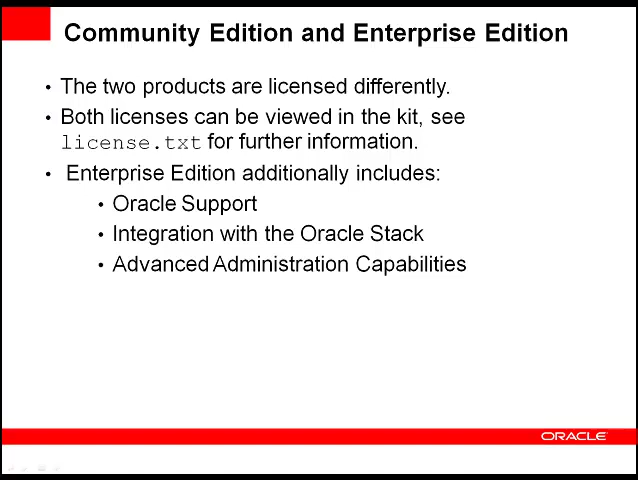 Community Edition and Enterprise Edition
• The two products are licensed differently.
• Both licenses can be viewed in the kit, see
license.txt for further information.
• Enterprise Edition additionally includes:
• Oracle Support
• Integration with the Oracle Stack
• Advanced Administration Capabilities
ORACLE